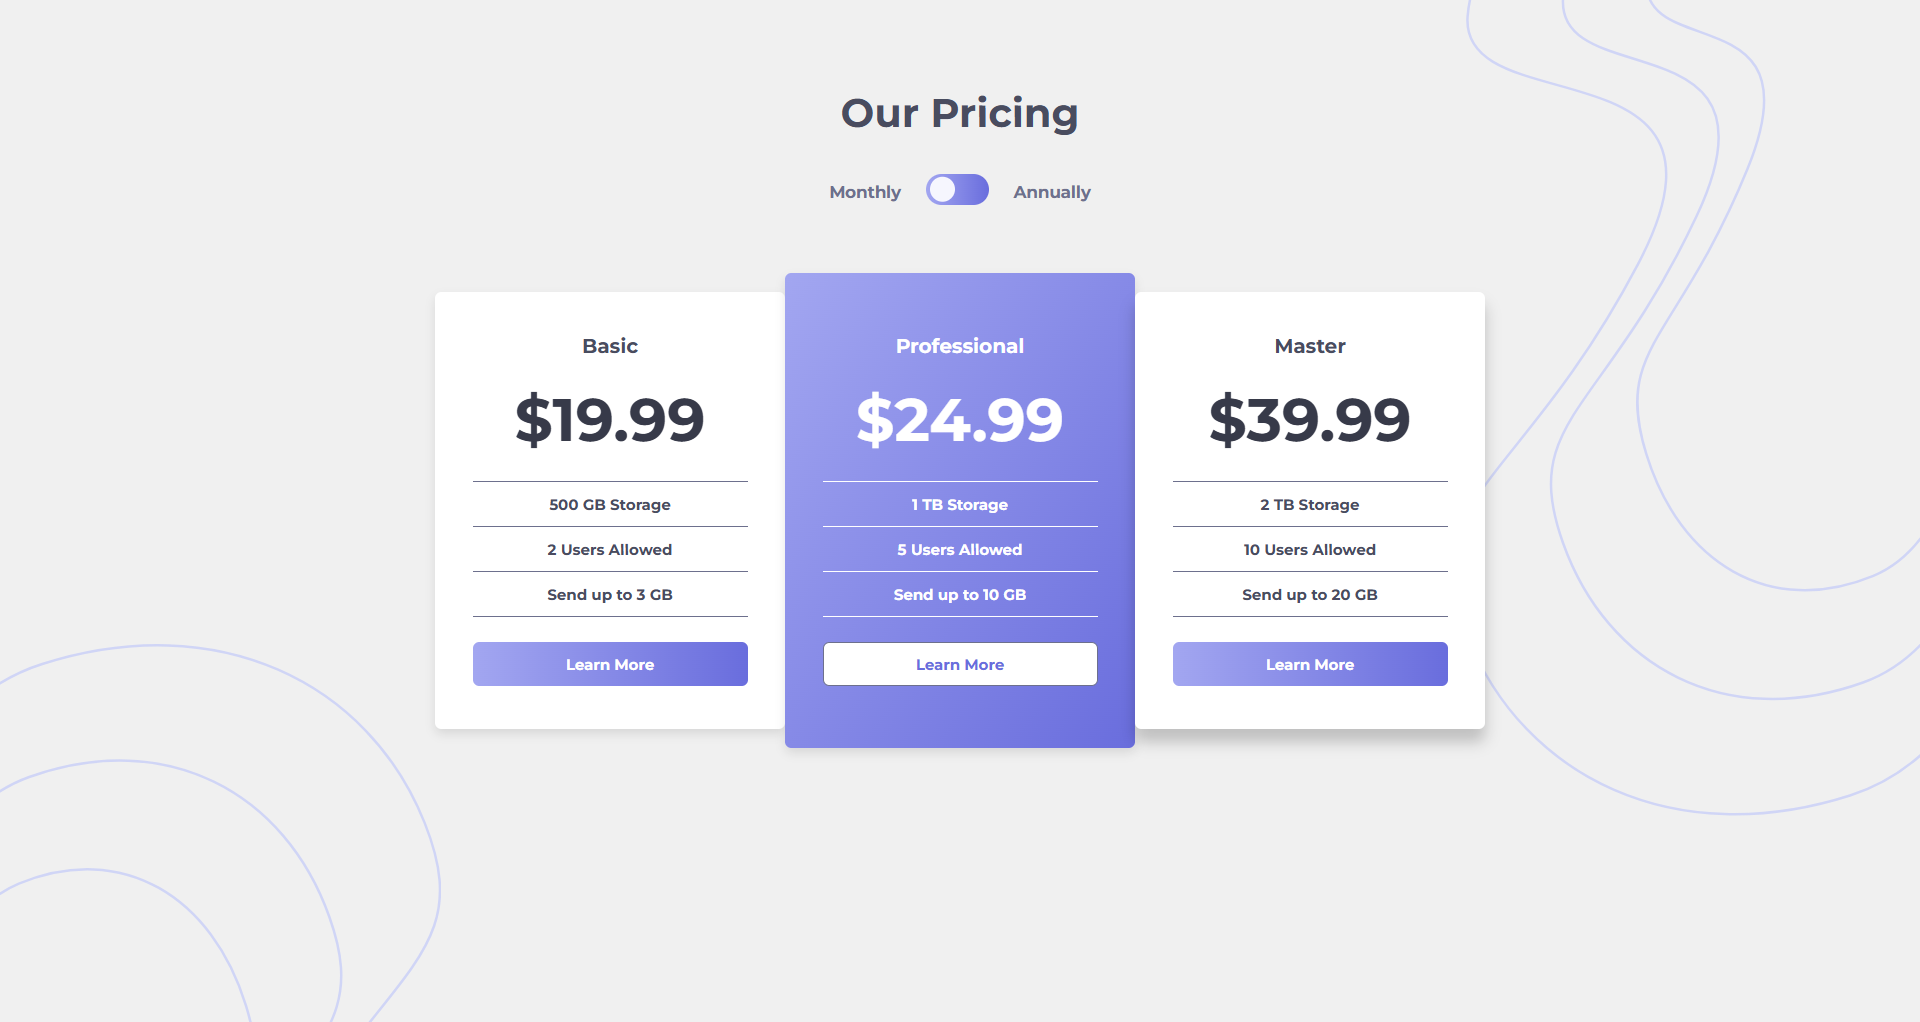 Our Pricing
Monthly
Annually
Basic
$19.99
500 GB Storage
2 Users Allowed
Send up to 3 GB
Learn More
Professional
$24.99
1 TB Storage
5 Users Allowed
Send up to 10 GB
Learn More
Master
$39.99
2 TB Storage
10 Users Allowed
Send up to 20 GB
Learn More